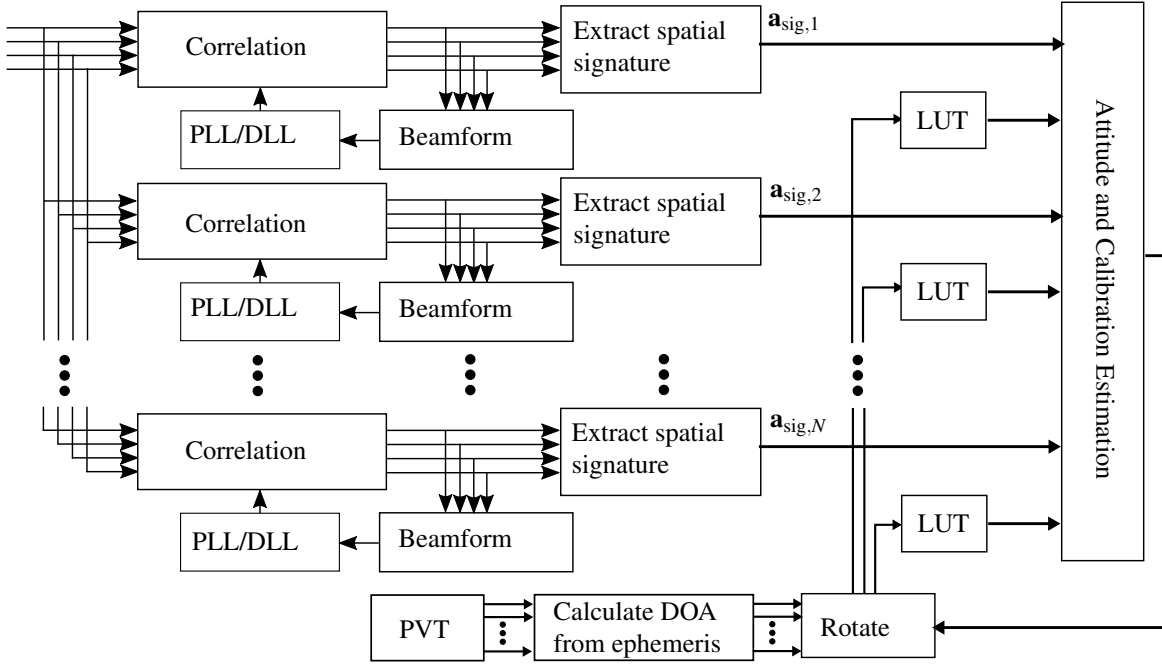 Correlation
Extract spatial
signature
a_sig,1
PLL/DLL
Beamform
LUT
Attitude and Calibration Estimation
Correlation
Extract spatial
signature
a_sig,2
PLL/DLL
Beamform
LUT
Correlation
Extract spatial
signature
a_sig,N
PLL/DLL
Beamform
LUT
PVT
Calculate DOA
from ephemeris
Rotate